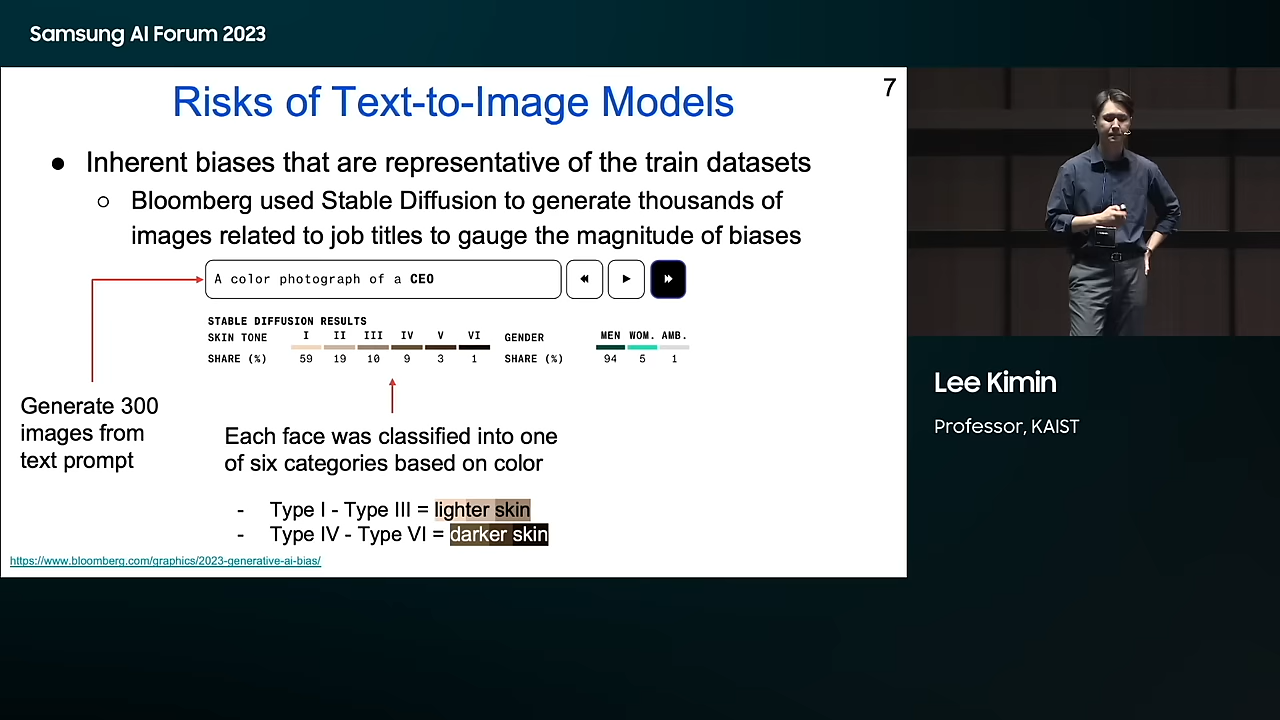 Samsung AI Forum 2023
7
Risks of Text-to-Image Models
● Inherent biases that are representative of the train datasets
○ Bloomberg used Stable Diffusion to generate thousands of
images related to job titles to gauge the magnitude of biases
A color photograph of a CEO
STABLE DIFFUSION RESULTS
SKIN TONE I II III IV V VI GENDER MEN WOM. AMB.
SHARE (%) 59 19 10 9 3 1 SHARE (%) 94 5 1
Generate 300
images from
text prompt
Each face was classified into one
of six categories based on color
- Type I - Type III = lighter skin
- Type IV - Type VI = darker skin
https://www.bloomberg.com/graphics/2023-generative-ai-bias/
Lee Kimin
Professor, KAIST